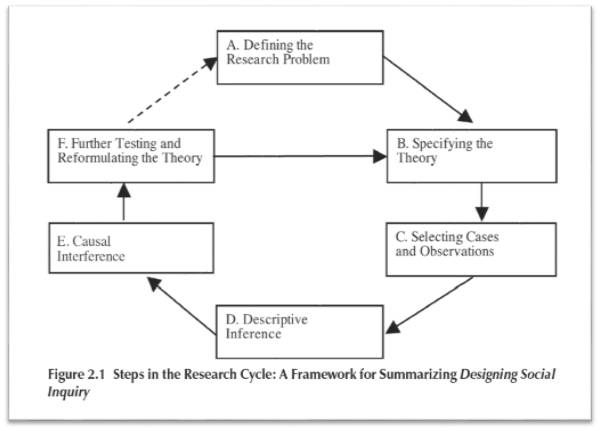 A. Defining the
Research Problem
F. Further Testing and
Reformulating the Theory
B. Specifying the
Theory
E. Causal
Interference
C. Selecting Cases
and Observations
D. Descriptive
Inference
Figure 2.1 Steps in the Research Cycle: A Framework for Summarizing Designing Social
Inquiry